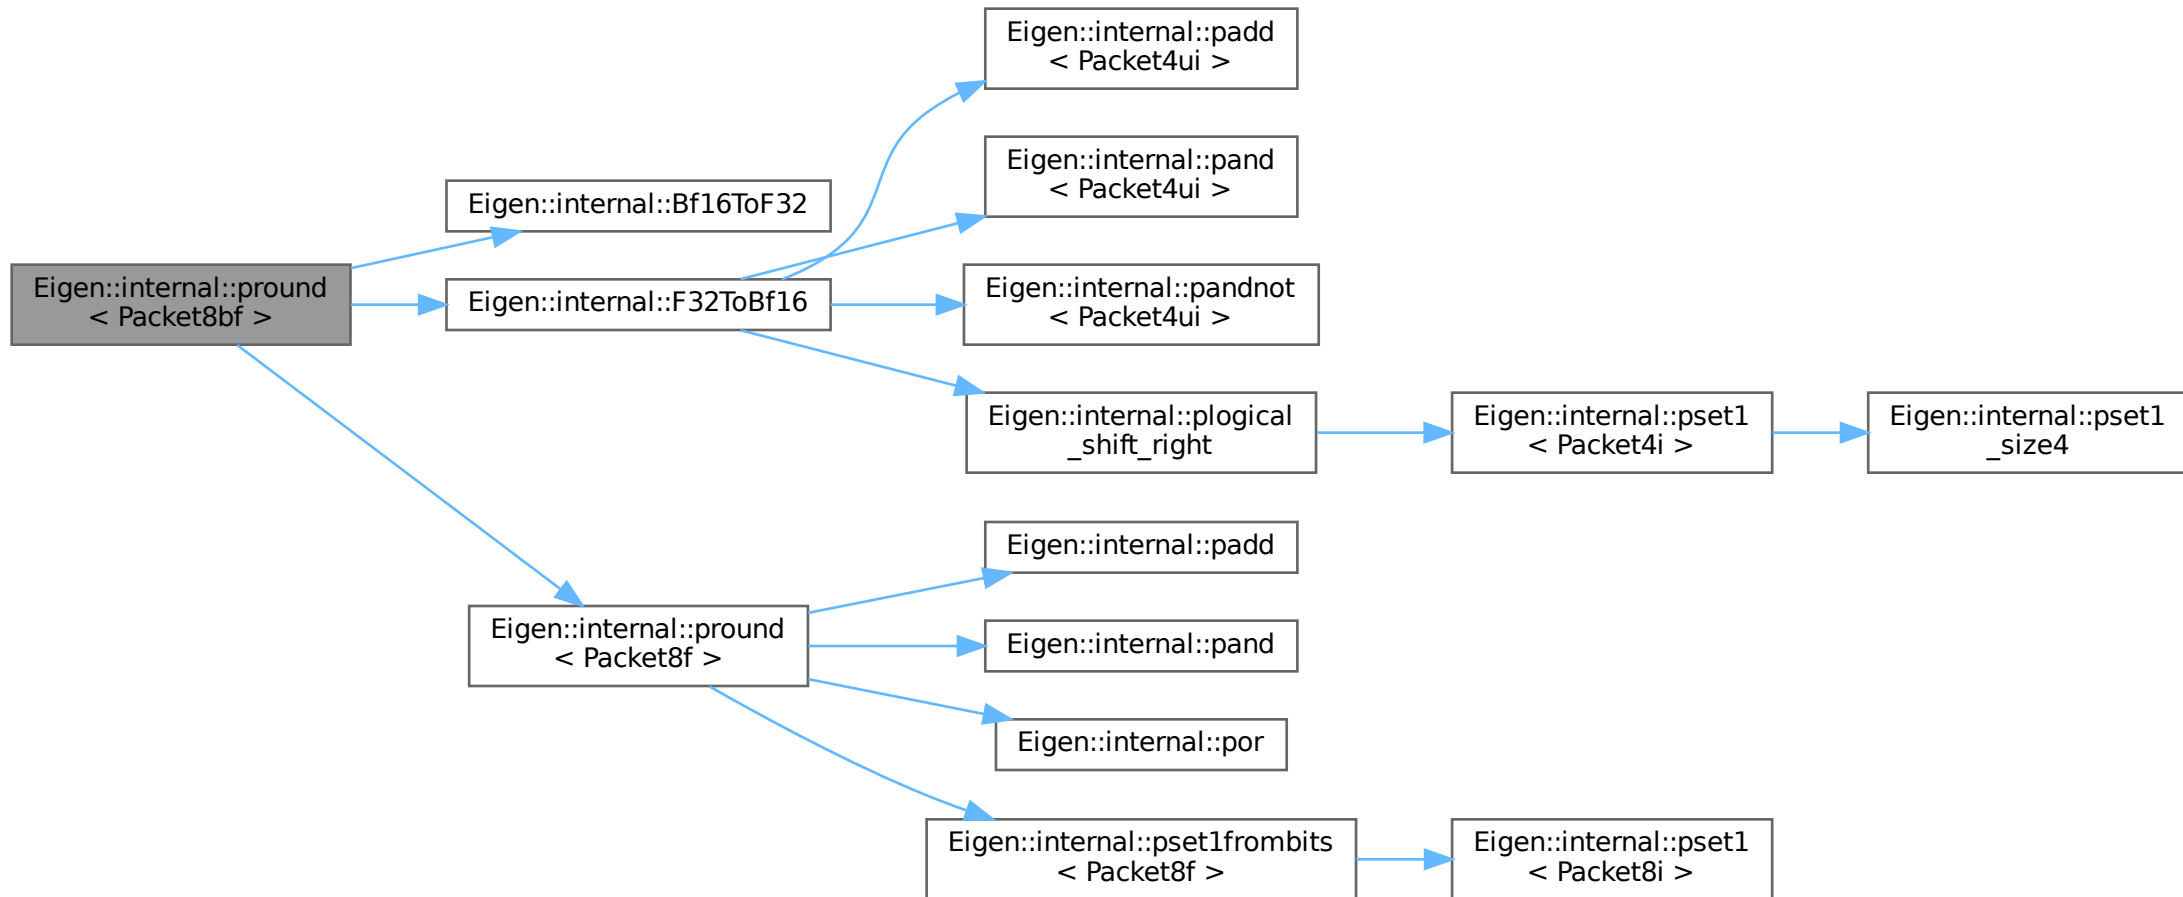 Eigen::internal::pround
< Packet8bf >
Eigen::internal::Bf16ToF32
Eigen::internal::F32ToBf16
Eigen::internal::padd
< Packet4ui >
Eigen::internal::pand
< Packet4ui >
Eigen::internal::pandnot
< Packet4ui >
Eigen::internal::plogical
_shift_right
Eigen::internal::pset1
< Packet4i >
Eigen::internal::pset1
_size4
Eigen::internal::pround
< Packet8f >
Eigen::internal::padd
Eigen::internal::pand
Eigen::internal::por
Eigen::internal::pset1frombits
< Packet8f >
Eigen::internal::pset1
< Packet8i >